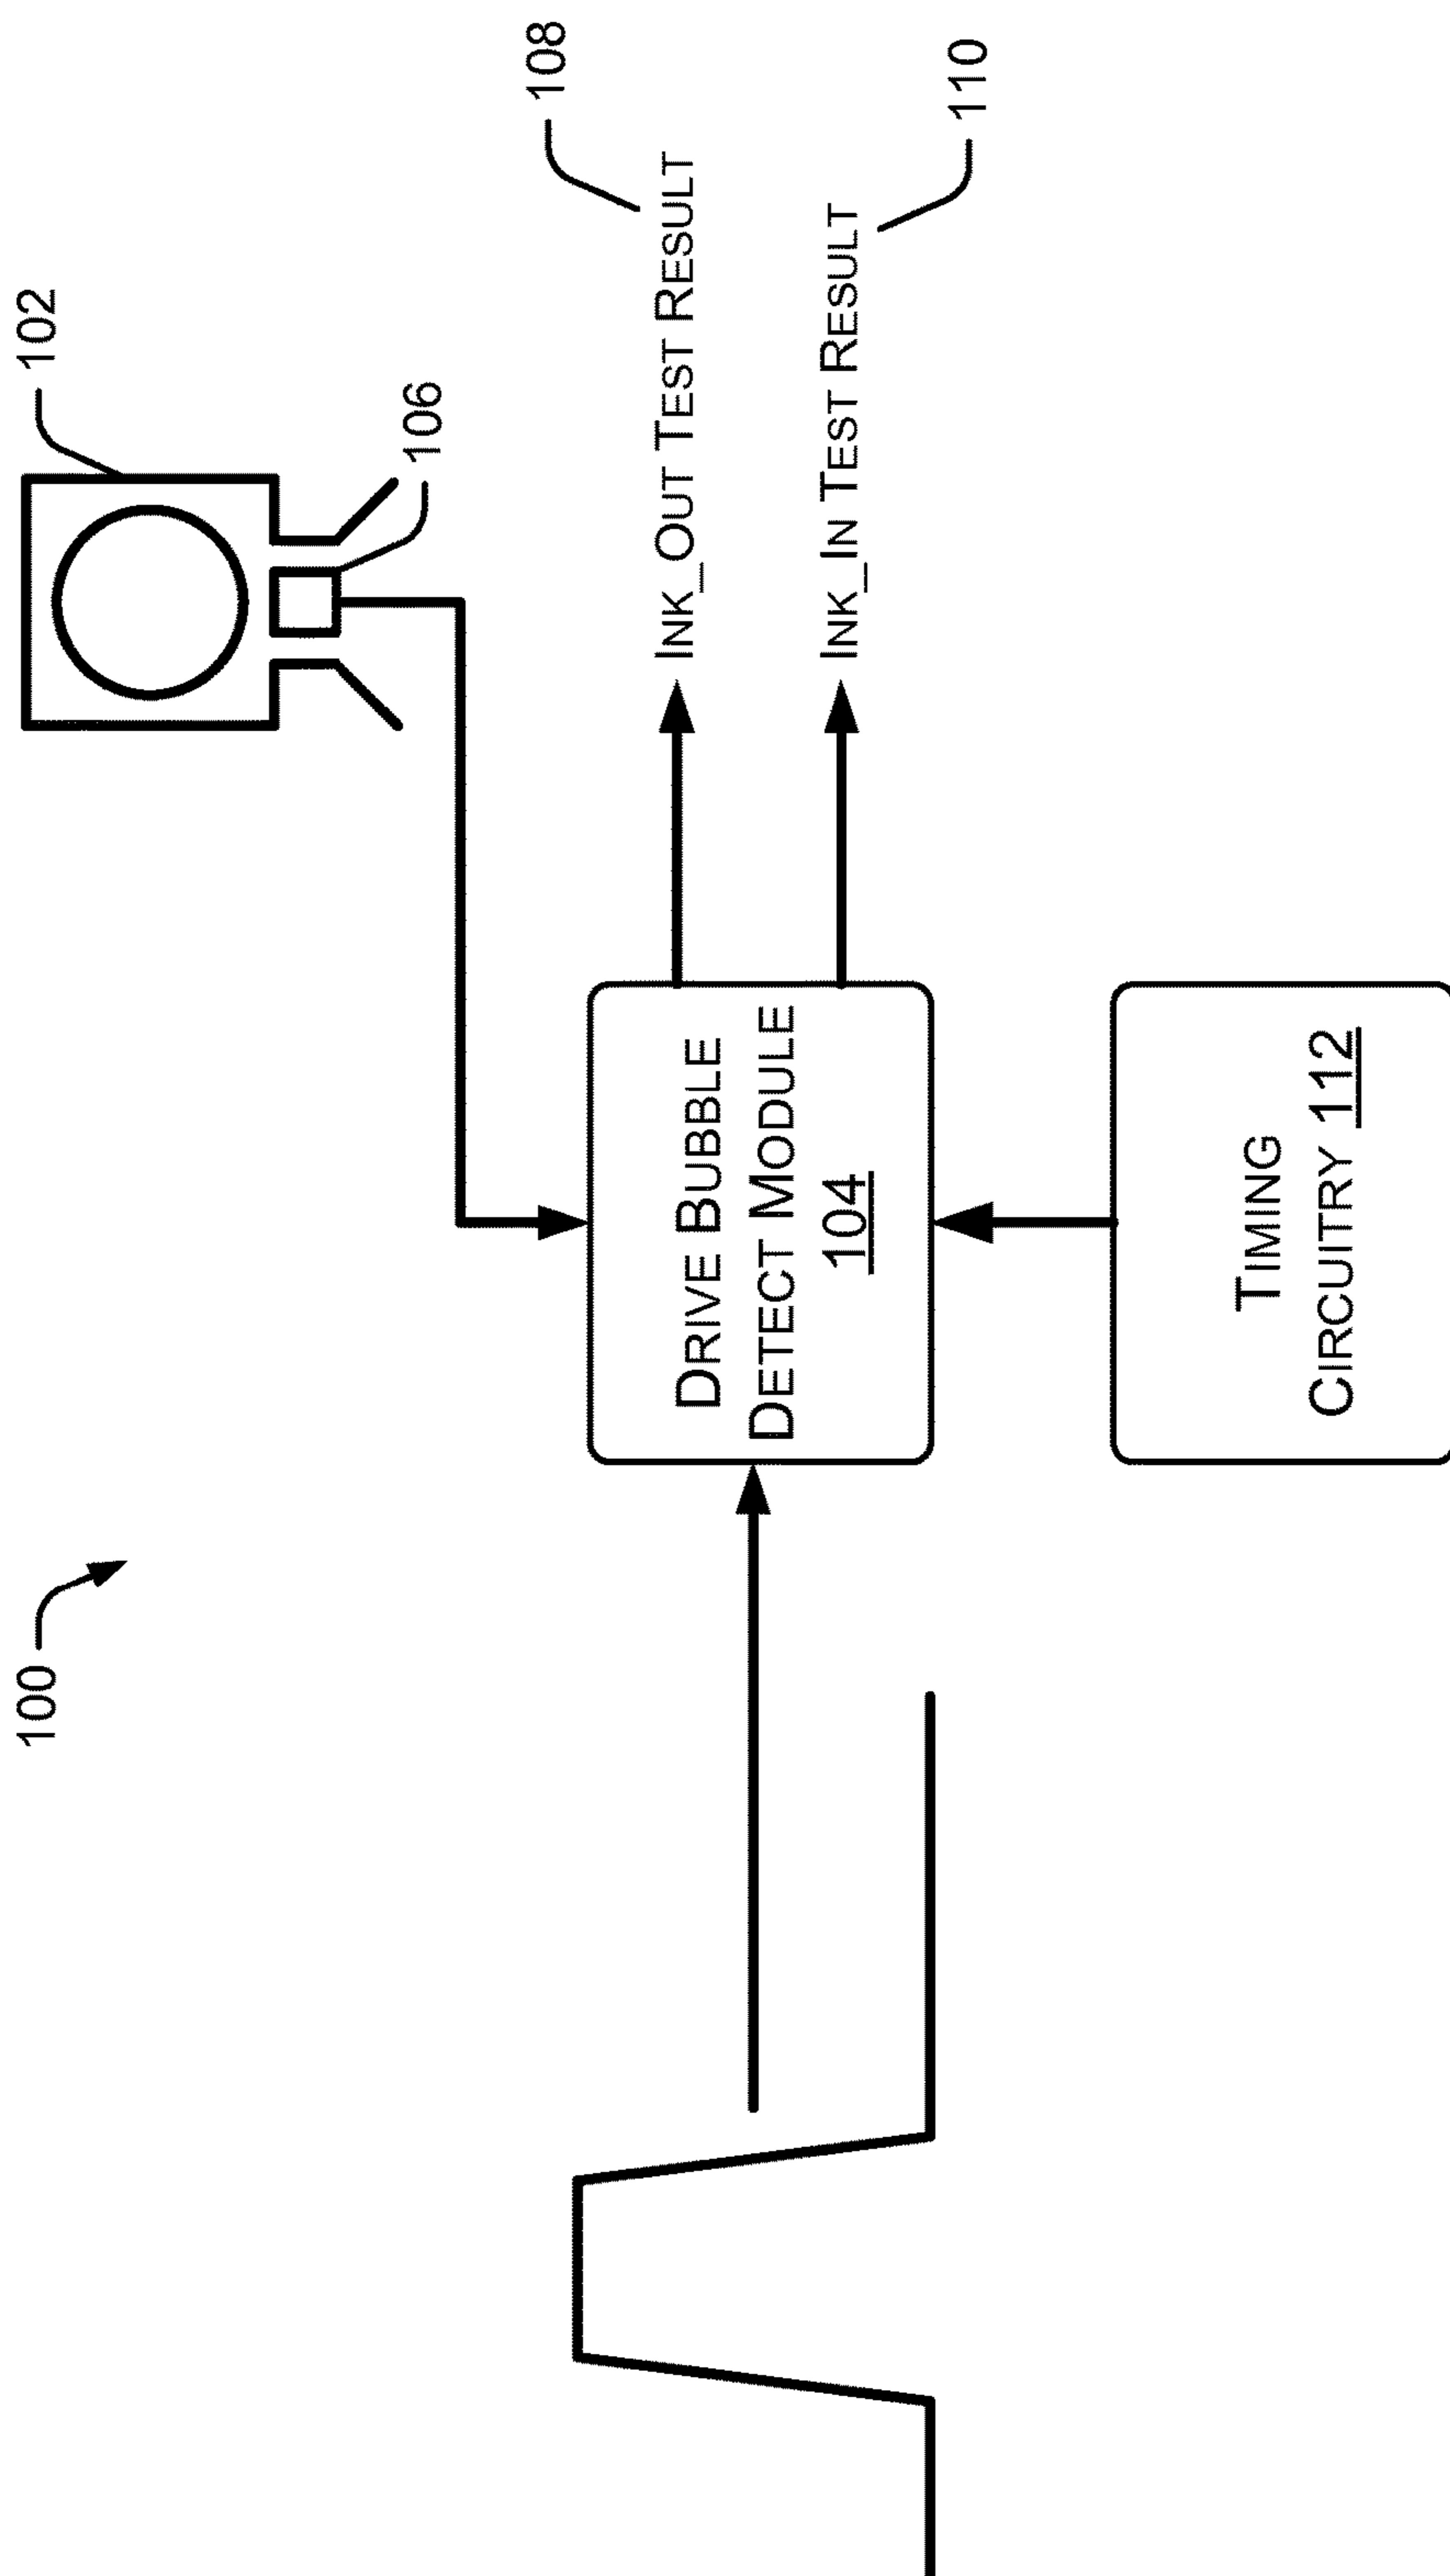 100
102
106
108
INK_OUT TEST RESULT
INK_IN TEST RESULT
110
DRIVE BUBBLE
DETECT MODULE
104
TIMING
CIRCUITRY 112